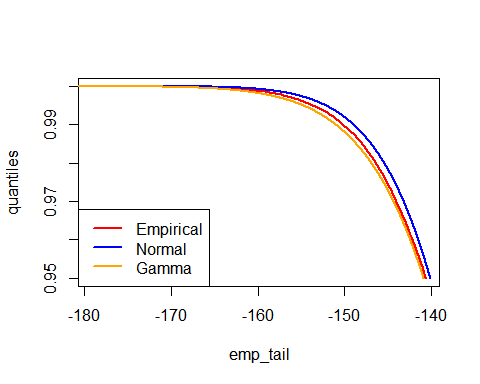 0.99
0.97
0.95
quantiles
Empirical
Normal
Gamma
-180 -170 -160 -150 -140
emp_tail